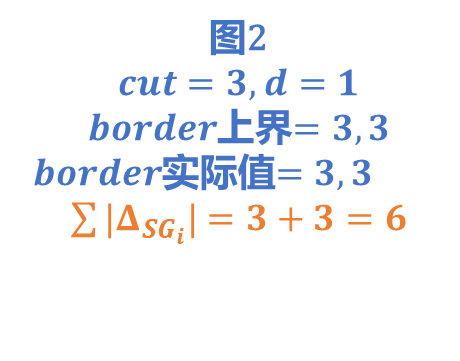 图2
cut = 3, d = 1
border上界= 3, 3
border实际值= 3, 3
∑|Δ_{SG_i}| = 3 + 3 = 6